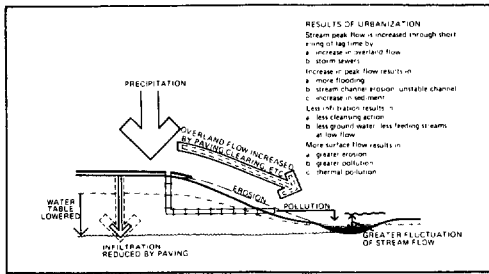 RESULTS OF URBANIZATION
Stream peak flow is increased through short
ening of lag time by
a increase in overland flow
b storm sewers
Increase in peak flow results in
a more flooding
b stream channel erosion unstable channel
c increase in sediment
Less infiltration results in
a less cleansing action
b less ground water less feeding streams
at low flow
More surface flow results in
a greater erosion
b greater pollution
c thermal pollution
PRECIPITATION
OVERLAND FLOW INCREASED
BY PAVING CLEARING, ETC
EROSION
POLLUTION
WATER
TABLE
LOWERED
INFILTRATION
REDUCED BY PAVING
GREATER FLUCTUATION
OF STREAM FLOW